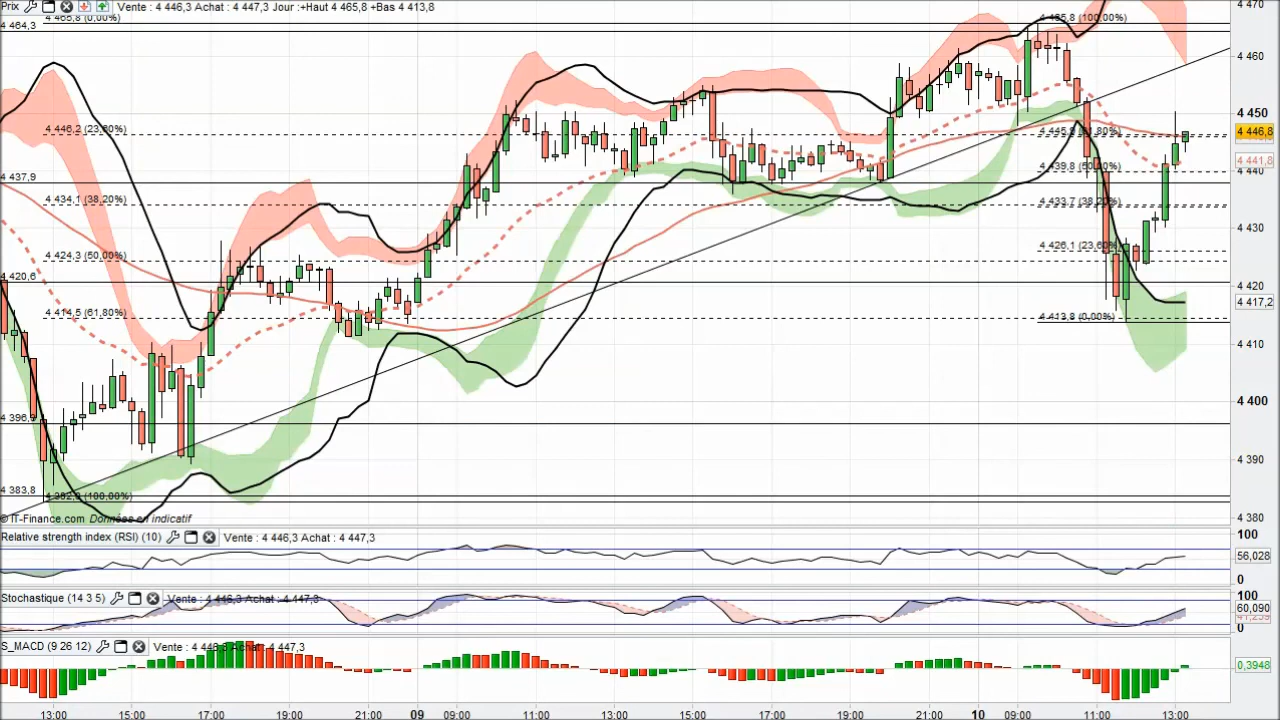 Prix Vente : 4 446,3 Achat : 4 447,3 Jour :+Haut 4 465,8 +Bas 4 413,8
4 465,8 (0,00%)
4 464,3
4 446,2 (23,60%)
4 437,9
4 434,1 (38,20%)
4 424,3 (50,00%)
4 420,6
4 414,5 (61,80%)
4 383,8
(100,00%)
4 465,8 (100,00%)
4 439,8 (50,00%)
4 433,7 (38,20%)
4 426,1 (23,60%)
4 413,8 (0,00%)
4 470
4 460
4 450
4 446,8
4 441,8
4 440
4 430
4 420
4 417,2
4 410
4 400
4 390
4 380
© IT-Finance.com Données en indicatif
Relative strength index (RSI) (10) Vente : 4 446,3 Achat : 4 447,3
100
56,028
0
Stochastique (14 3 5) Vente : 4 446,3 Achat : 4 447,3
100
60,090
0
S_MACD (9 26 12) Vente : 4 446,3 Achat : 4 447,3
0,3948
13:00 15:00 17:00 19:00 21:00 09 09:00 11:00 13:00 15:00 17:00 19:00 21:00 10 09:00 11:00 13:00